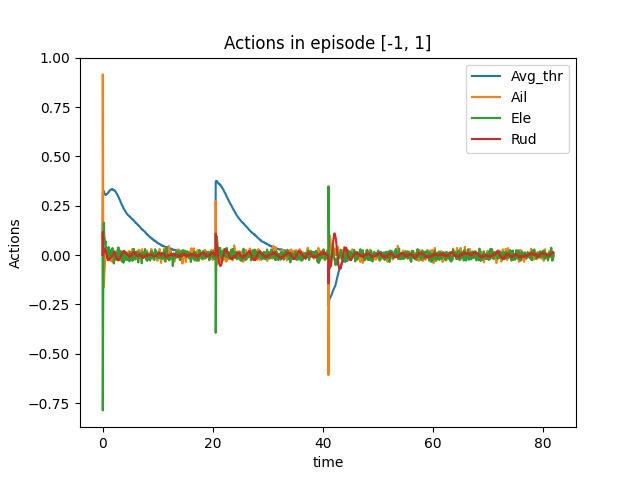 Actions in episode [-1, 1]
1.00
0.75
0.50
0.25
0.00
−0.25
−0.50
−0.75
Actions
0 20 40 60 80
time
Avg_thr
Ail
Ele
Rud